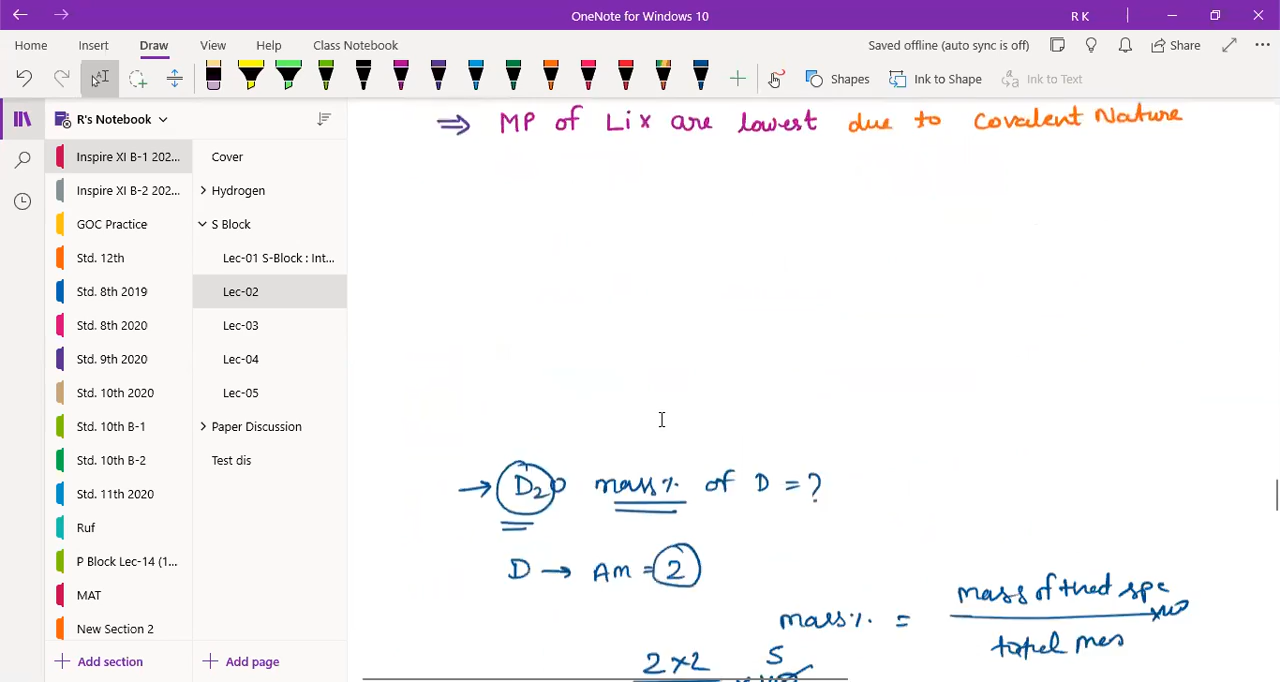 OneNote for Windows 10
R K
Home Insert Draw View Help Class Notebook
Saved offline (auto sync is off)
Share
Shapes
Ink to Shape
Ink to Text
R's Notebook
Inspire XI B-1 202...
Inspire XI B-2 202...
GOC Practice
Std. 12th
Std. 8th 2019
Std. 8th 2020
Std. 9th 2020
Std. 10th 2020
Std. 10th B-1
Std. 10th B-2
Std. 11th 2020
Ruf
P Block Lec-14 (1...
MAT
New Section 2
+ Add section
Cover
Hydrogen
S Block
Lec-01 S-Block : Int...
Lec-02
Lec-03
Lec-04
Lec-05
Paper Discussion
Test dis
+ Add page
⇒ MP of Li x are lowest due to Covalent Nature
→ D2O mass % of D = ?
D → Am = 2
mass % =
mass of that spe
total mas
2 × 2
5